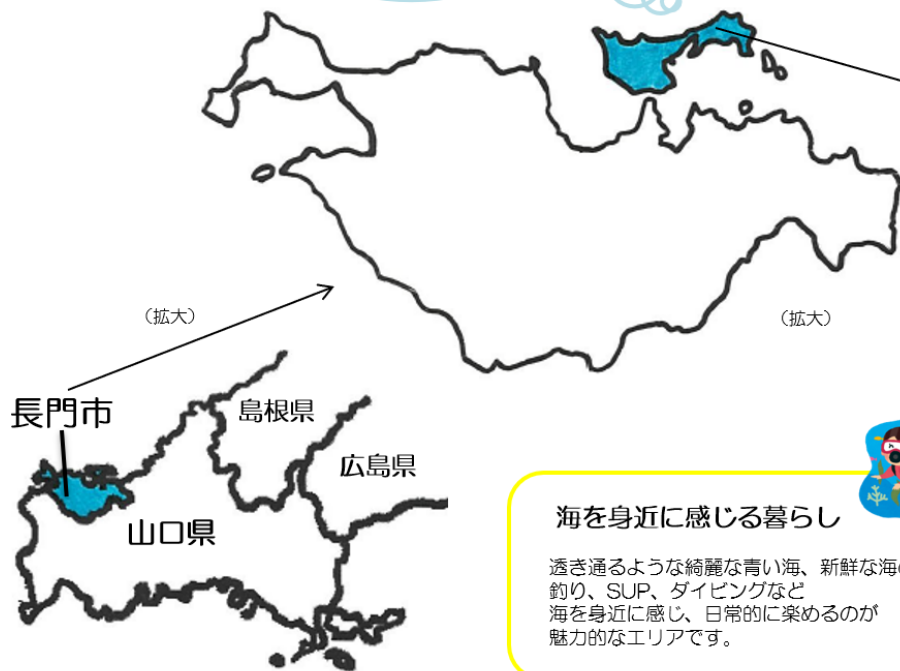 （拡大）
（拡大）
長門市
島根県
広島県
山口県
海を身近に感じる暮らし
透き通るような綺麗な青い海、新鮮な海
釣り、SUP、ダイビングなど
海を身近に感じ、日常的に楽めるのが
魅力的なエリアです。